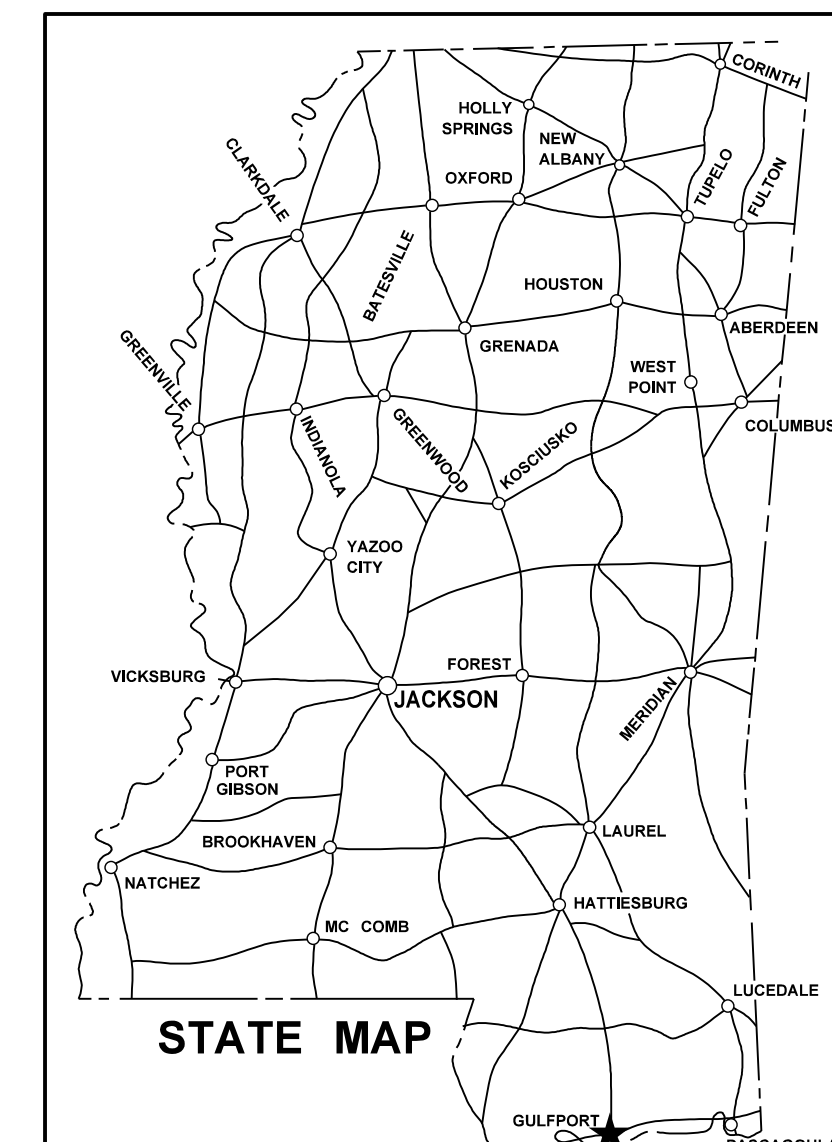 CORINTH
HOLLY
SPRINGS
NEW
ALBANY
CLARKDALE
OXFORD
TUPELO
FULTON
BATESVILLE
HOUSTON
ABERDEEN
GRENADA
GREENVILLE
WEST
POINT
COLUMBUS
INDIANOLA
GREENWOOD
KOSCIUSKO
YAZOO
CITY
VICKSBURG
FOREST
JACKSON
MERIDIAN
PORT
GIBSON
BROOKHAVEN
LAUREL
NATCHEZ
HATTIESBURG
MC COMB
LUCEDALE
STATE MAP
GULFPORT